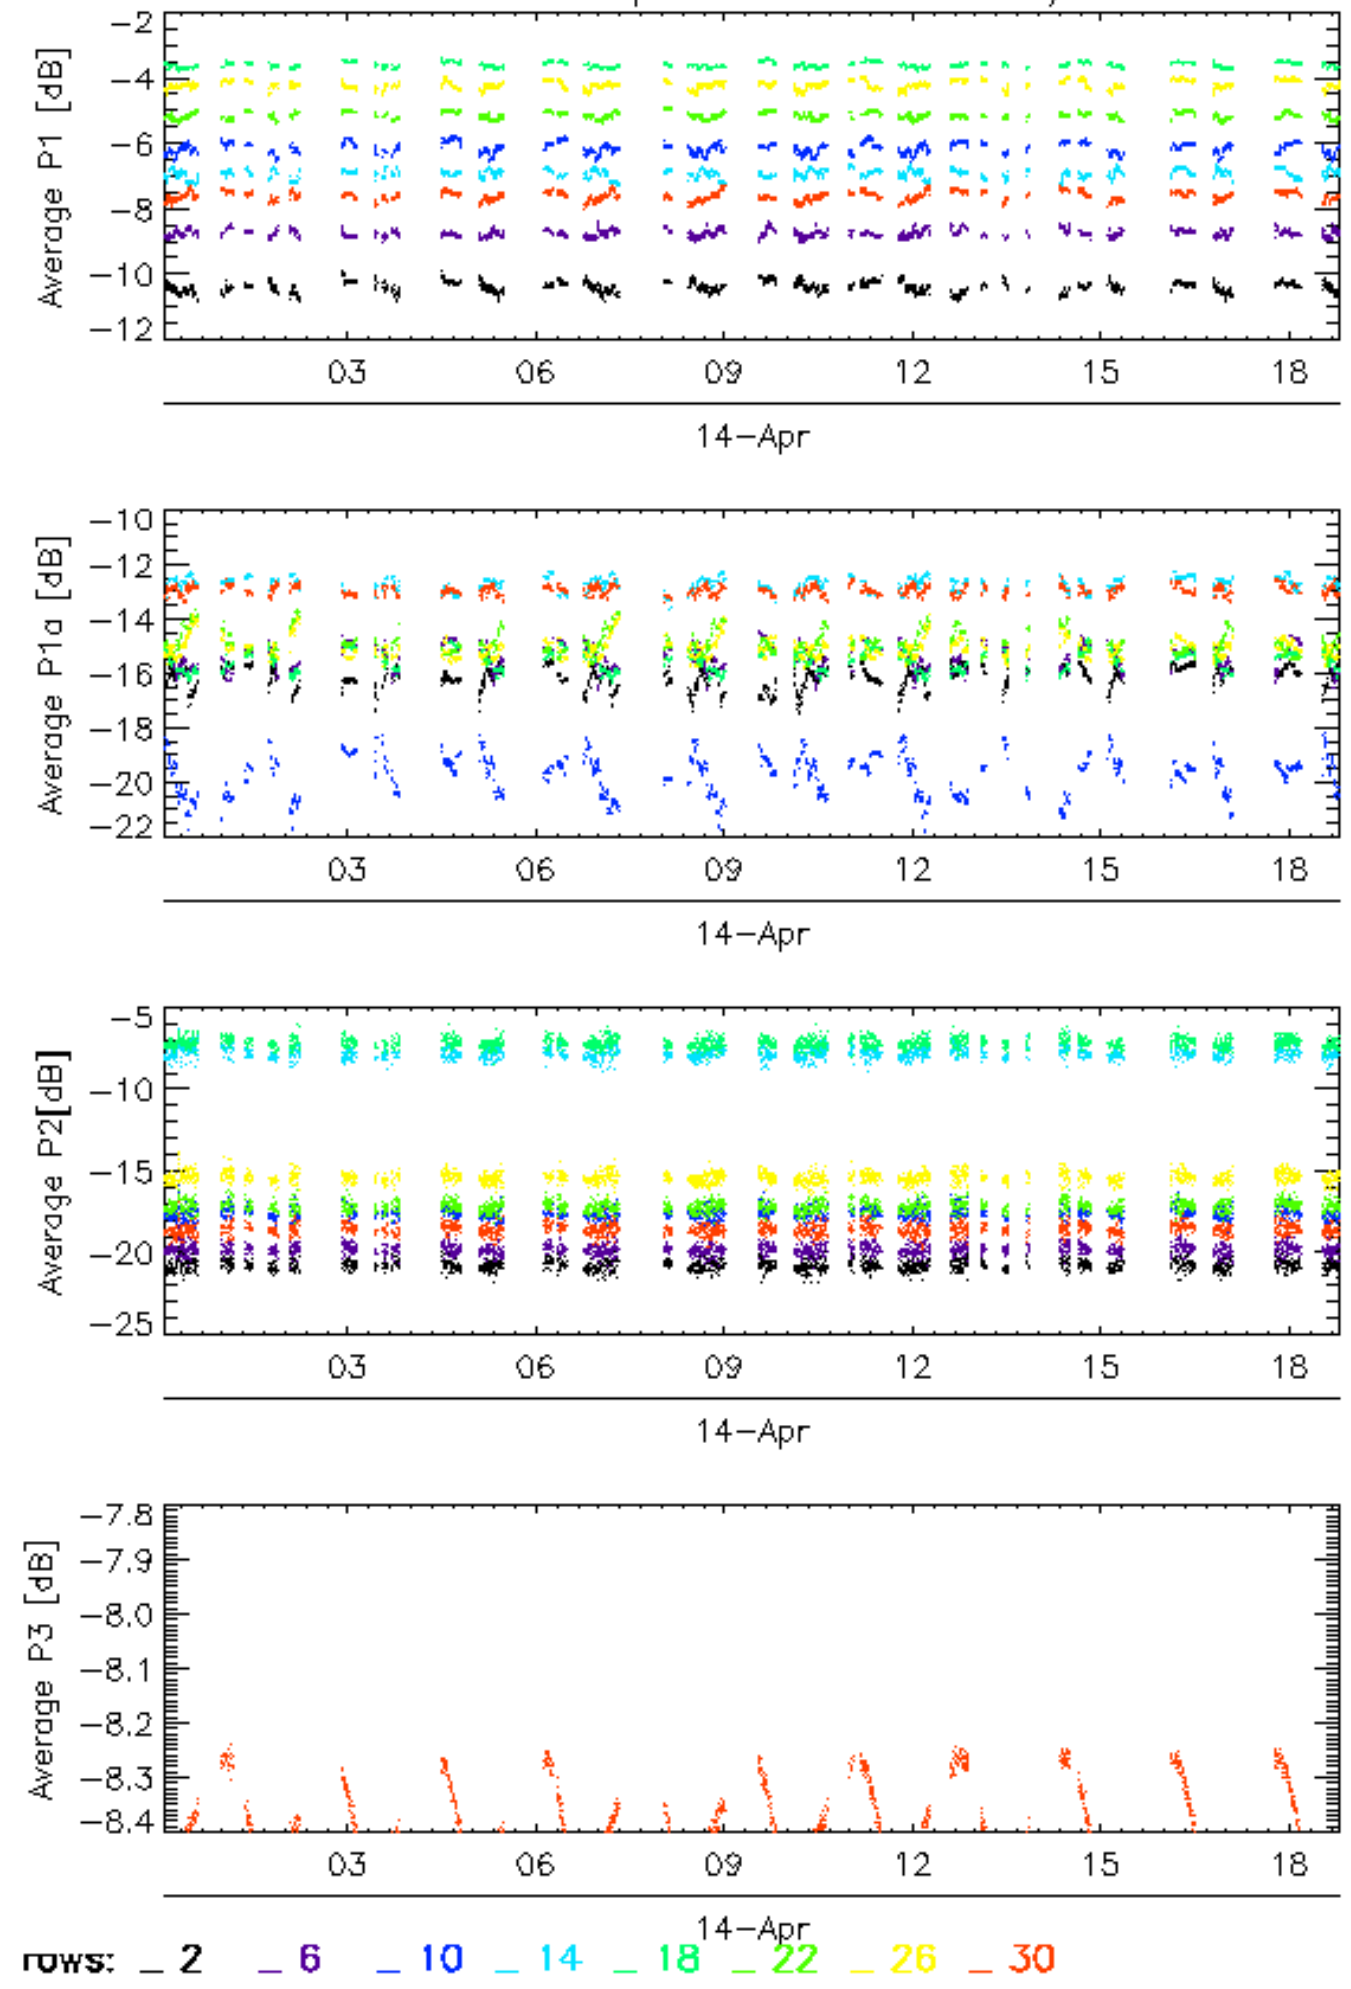 Average P1 [dB]
-2
-4
-6
-8
-10
-12
03 06 09 12 15 18
14-Apr
Average P1a [dB]
-10
-12
-14
-16
-18
-20
-22
03 06 09 12 15 18
14-Apr
Average P2[dB]
-5
-10
-15
-20
-25
03 06 09 12 15 18
14-Apr
Average P3 [dB]
-7.8
-7.9
-8.0
-8.1
-8.2
-8.3
-8.4
03 06 09 12 15 18
14-Apr
rows: _ 2 _ 6 _ 10 _ 14 _ 18 _ 22 _ 26 _ 30